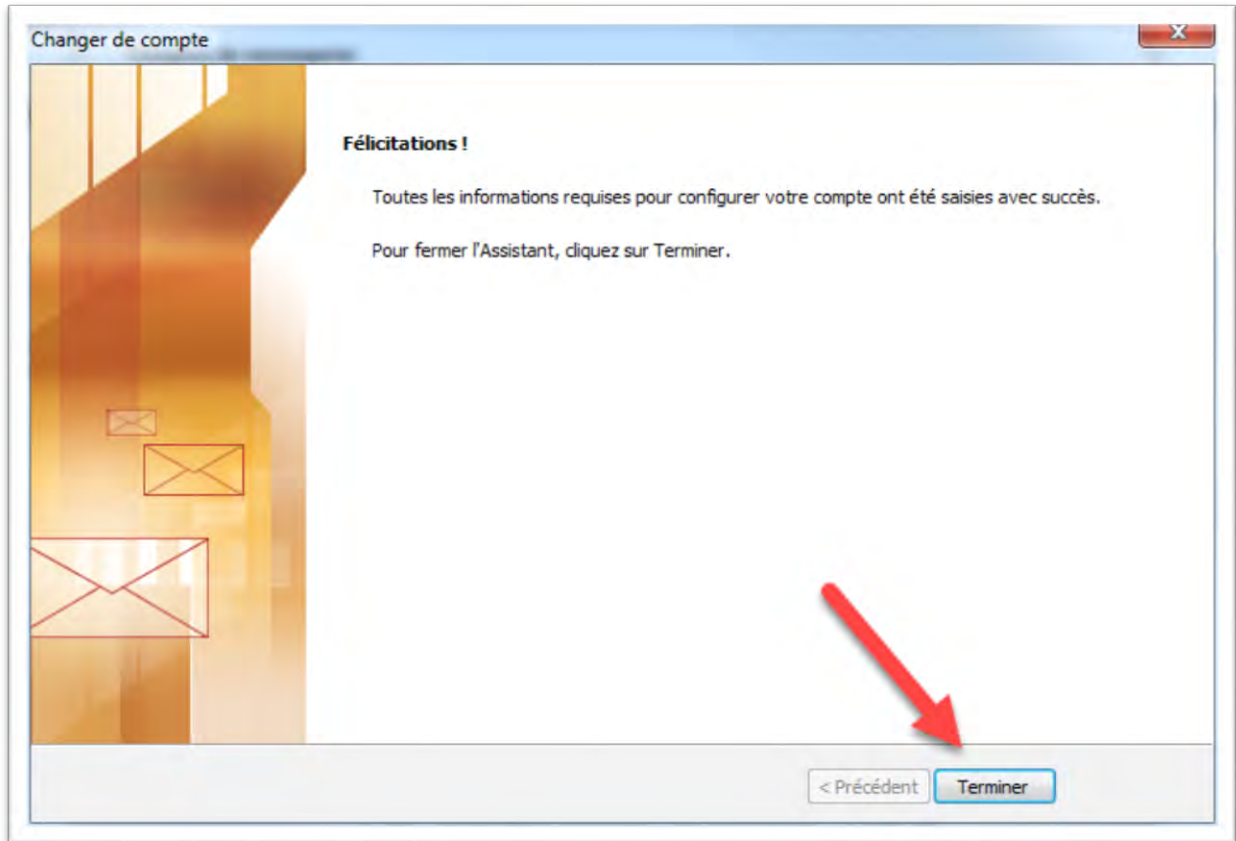 Changer de compte
Félicitations !
Toutes les informations requises pour configurer votre compte ont été saisies avec succès.
Pour fermer l'Assistant, cliquez sur Terminer.
< Précédent
Terminer